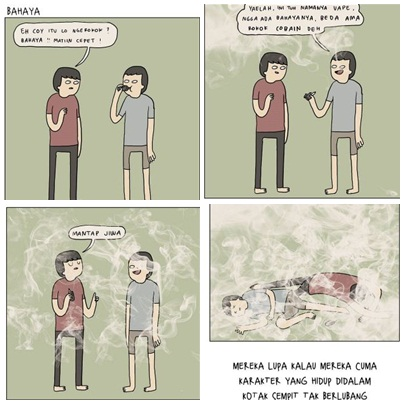 BAHAYA
EH COY ITU LO NGEROKOK ?
BAHAYA !! MATIIN CEPET !
YAELAH, INI TUH NAMANYA VAPE,
NGGA ADA BAHAYANYA, BEDA AMA
ROKOK COBAIN DEH
MANTAP JIWA
MEREKA LUPA KALAU MEREKA CUMA
KARAKTER YANG HIDUP DIDALAM
KOTAK CEMPIT TAK BERLUBANG